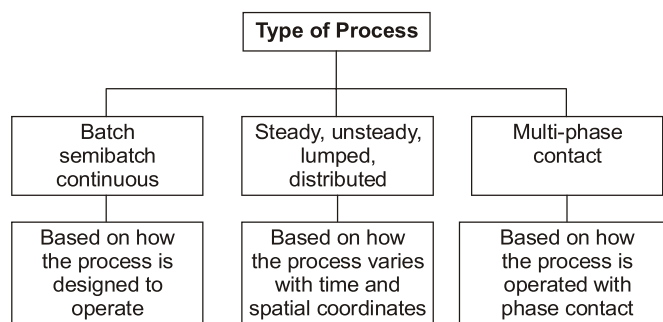 Type of Process
Batch
semibatch
continuous
Steady, unsteady,
lumped,
distributed
Multi-phase
contact
Based on how
the process is
designed to
operate
Based on how
the process varies
with time and
spatial coordinates
Based on how
the process is
operated with
phase contact